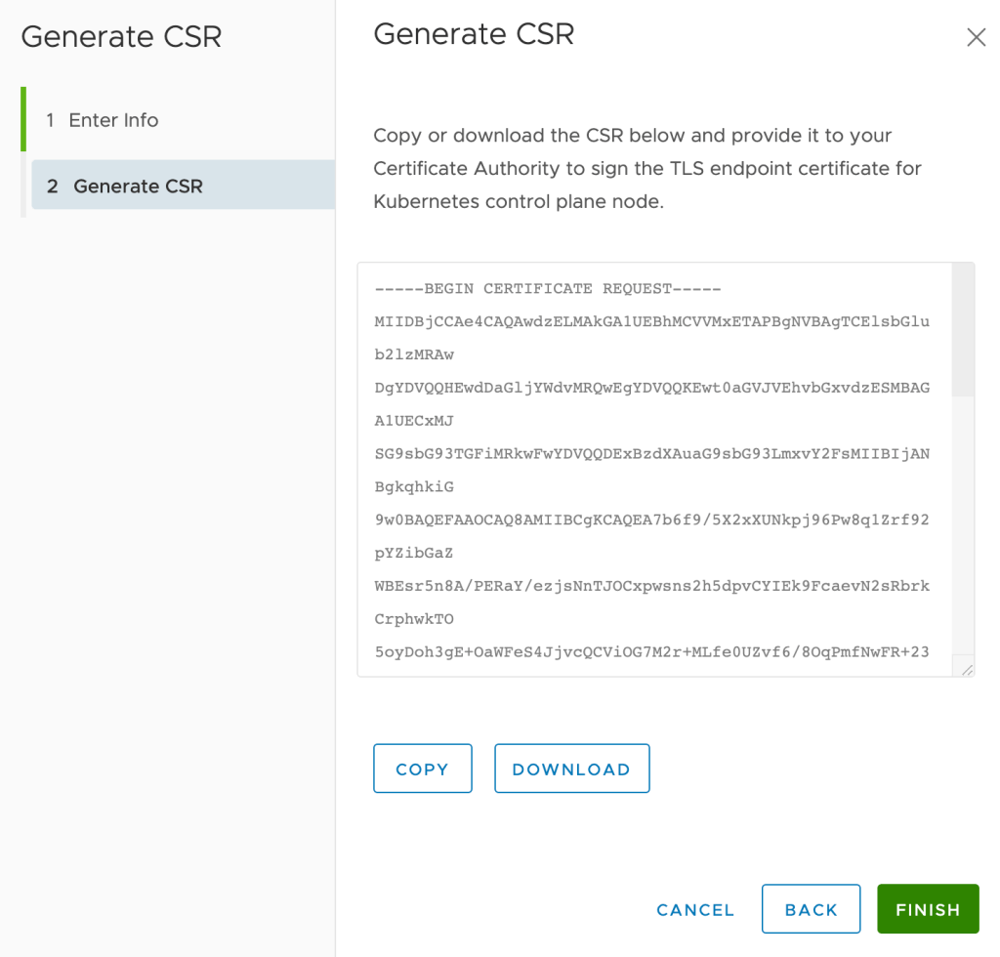 Generate CSR
1 Enter Info
2 Generate CSR
Generate CSR
Copy or download the CSR below and provide it to your
Certificate Authority to sign the TLS endpoint certificate for
Kubernetes control plane node.
-----BEGIN CERTIFICATE REQUEST-----
MIIDBjCCAe4CAQAwdzELMAkGA1UEBhMCVVMxETAPBgNVBAgTCElsbGlu
b2lzMRAw
DgYDVQQHEwdDaGljYWdvMRQwEgYDVQQKEwt0aGVJVEhvbGxvdzESMBAG
A1UECxMJ
SG9sbG93TGFiMRkwFwYDVQQDExBzdXAuaG9sbG93LmxvY2FsMIIBIjAN
BgkqhkiG
9w0BAQEFAAOCAQ8AMIIBCgKCAQEA7b6f9/5X2xXUNkpj96Pw8q1Zrf92
pYZibGaZ
WBEsr5n8A/PERaY/ezjsNnTJOCxpwsns2h5dpvCYIEk9FcaevN2sRbrk
CrphwkTO
5oyDoh3gE+OaWFeS4JjvcQCViOG7M2r+MLfe0UZvf6/8OqPmfNwFR+23
COPY
DOWNLOAD
CANCEL
BACK
FINISH